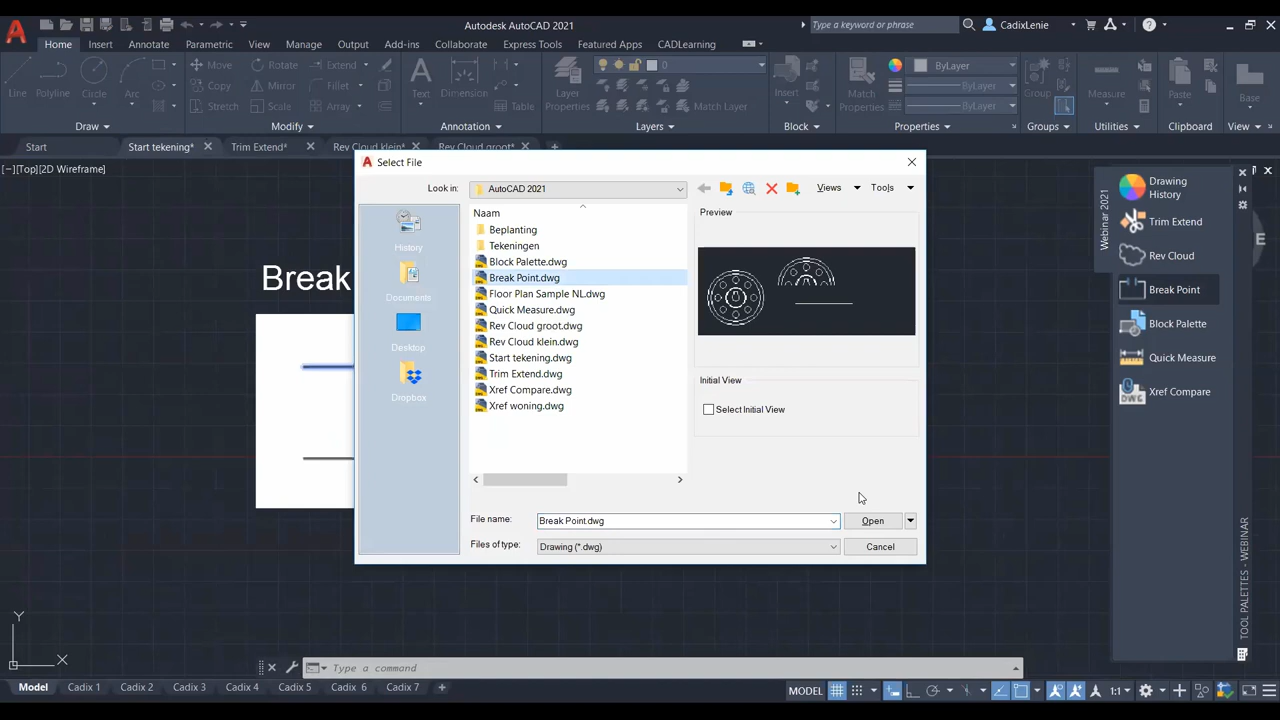 Autodesk AutoCAD 2021
Type a keyword or phrase
CadixLenie
Home Insert Annotate Parametric View Manage Output Add-ins Collaborate Express Tools Featured Apps CADLearning
Line
Polyline
Circle
Arc
Draw
Move Rotate Extend
Copy Mirror Fillet
Stretch Scale Array
Modify
Text
Dimension
Table
Annotation
Layer
Properties
0
Match Layer
Layers
Insert
Block
Match
Properties
ByLayer
ByLayer
ByLayer
Properties
Group
Groups
Measure
Utilities
Paste
Clipboard
Base
View
Start Start tekening* Trim Extend* Rev Cloud klein* Rev Cloud groot*
[−][Top][2D Wireframe]
Break
Select File
Look in: AutoCAD 2021
Views Tools
History
Documents
Desktop
Dropbox
Naam
Beplanting
Tekeningen
Block Palette.dwg
Break Point.dwg
Floor Plan Sample NL.dwg
Quick Measure.dwg
Rev Cloud groot.dwg
Rev Cloud klein.dwg
Start tekening.dwg
Trim Extend.dwg
Xref Compare.dwg
Xref woning.dwg
Preview
Initial View
Select Initial View
File name: Break Point.dwg Open
Files of type: Drawing (*.dwg) Cancel
Webinar 2021
Drawing
History
Trim Extend
Rev Cloud
Break Point
Block Palette
Quick Measure
DWG
Xref Compare
TOOL PALETTES - WEBINAR
E
Y
X
Type a command
Model Cadix 1 Cadix 2 Cadix 3 Cadix 4 Cadix 5 Cadix 6 Cadix 7
MODEL 1:1